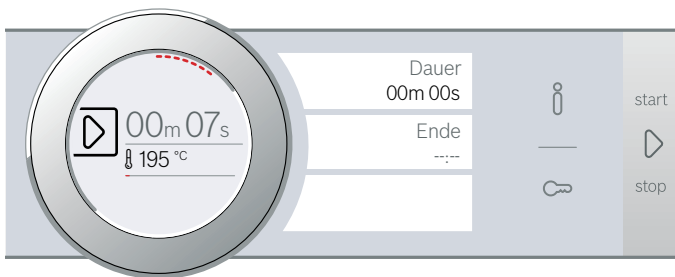 00m 07s
195 °C
Dauer
00m 00s
Ende
--:--
start
stop